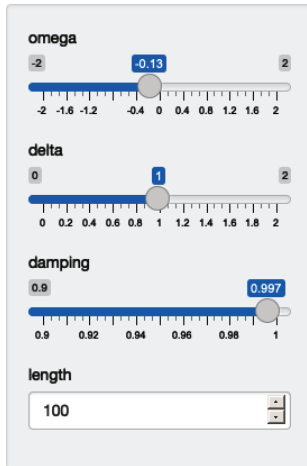 omega
-2 -0.13 2
-2 -1.6 -1.2 -0.4 0 0.4 0.8 1.2 1.6 2
delta
0 1 2
0 0.2 0.4 0.6 0.8 1 1.2 1.4 1.6 2
damping
0.9 0.997
0.9 0.92 0.94 0.96 0.98 1
length
100